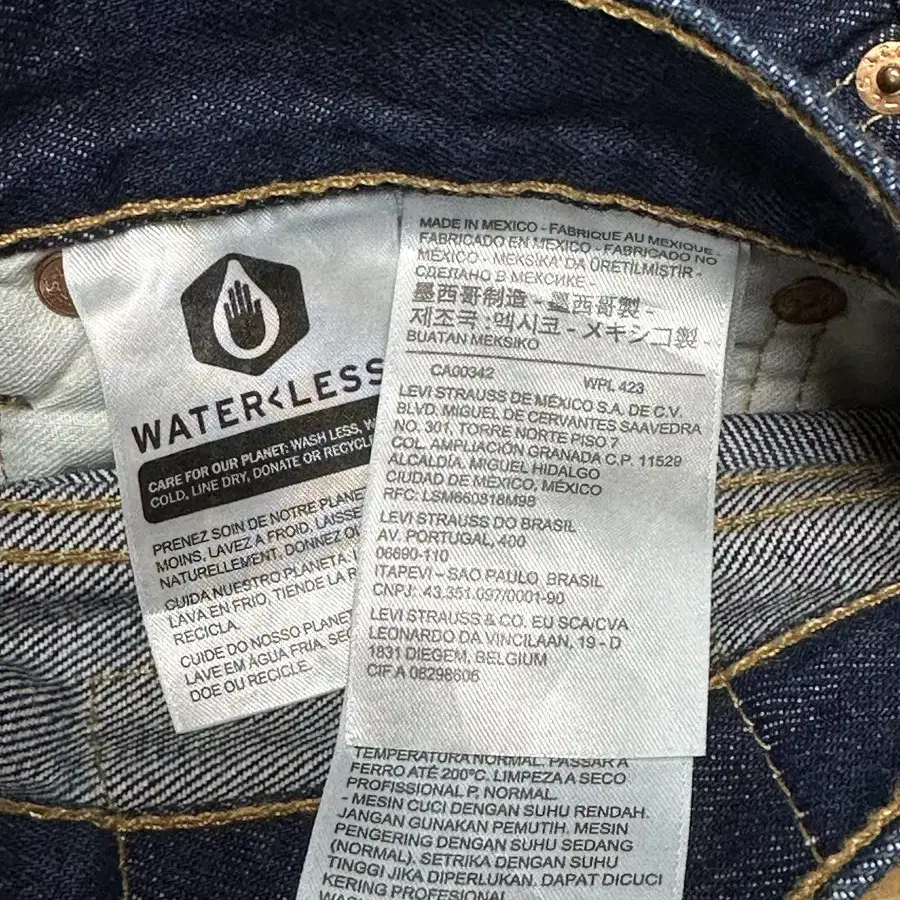 WATER<LESS
CARE FOR OUR PLANET: WASH LESS,
COLD, LINE DRY, DONATE OR RECYCL
PRENEZ SOIN DE NOTRE PLANE
MOINS, LAVEZ A FROID, LAISSE
NATURELLEMENT, DONNEZ OU
CUIDA NUESTRO PLANETA.
LAVA EN FRIO, TIENDE LA R
RECICLA.
CUIDE DO NOSSO PLANET
LAVE EM ÁGUA FRIA, SEC
DOE OU RECICLE.
MADE IN MEXICO - FABRIQUE AU MEXIQUE
FABRICADO EN MEXICO - FABRICADO NO
MÉXICO - MEKSIKA DA ÜRETILMIŞTIR -
СДЕЛАНО В МЕКСИКЕ -
墨西哥制造 - 墨西哥製 -
제조국 : 멕시코 - メキシコ製 -
BUATAN MEKSIKO
CA00342 WPL 423
LEVI STRAUSS DE MÉXICO S.A. DE C.V.
BLVD. MIGUEL DE CERVANTES SAAVEDRA
NO. 301, TORRE NORTE PISO 7
COL. AMPLIACIÓN GRANADA C.P. 11529
ALCALDÍA, MIGUEL HIDALGO
CIUDAD DE MÉXICO, MÉXICO
RFC: LSM660818M98
LEVI STRAUSS DO BRASIL
AV. PORTUGAL, 400
06690-110
ITAPEVI - SAO PAULO, BRASIL
CNPJ: 43.351.097/0001-90
LEVI STRAUSS & CO. EU SCA/CVA
LEONARDO DA VINCILAAN, 19 - D
1831 DIEGEM, BELGIUM
CIF A 08298606
TEMPERATURA NORMAL. PASSAR A
FERRO ATÉ 200ºC. LIMPEZA A SECO
PROFISSIONAL P, NORMAL.
- MESIN CUCI DENGAN SUHU RENDAH.
JANGAN GUNAKAN PEMUTIH. MESIN
PENGERING DENGAN SUHU SEDANG
(NORMAL). SETRIKA DENGAN SUHU
TINGGI JIKA DIPERLUKAN. DAPAT DICUCI
KERING PROFESIONAL